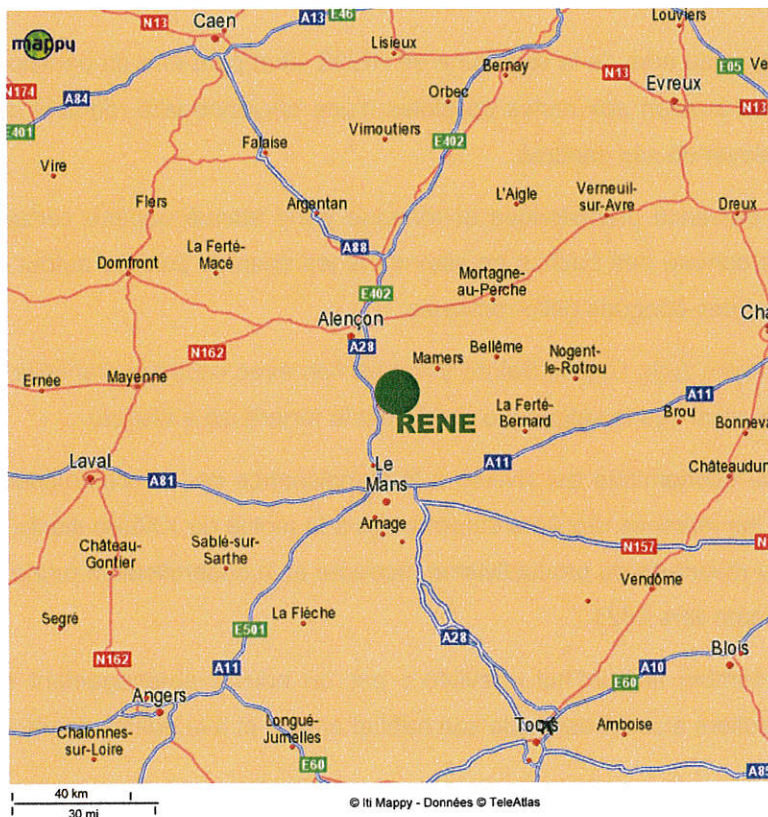 N13
Caen
A13
E46
Louviers
mappy
Lisieux
Bernay
N13
E05
Evreux
N13
N174
A84
E401
Orbec
Vimoutiers
E402
Falaise
Vire
Flers
Argentan
L'Aigle
Verneuil-
sur-Avre
Dreux
A88
La Ferté-
Macé
Domfront
E402
Mortagne-
au-Perche
Alençon
A28
N162
Mamers
Bellême
Nogent-
le-Rotrou
Ernée
Mayenne
RENE
La Ferté-
Bernard
A11
Brou
Laval
A81
Le
Mans
A11
Châteaudun
Arnage
Château-
Gontier
Sablé-sur-
Sarthe
N157
Vendôme
Segré
La Flèche
E501
A28
Blois
N162
A11
A10
E60
Angers
Tours
Amboise
Chalonnes-
sur-Loire
Longué-
Jumelles
E60
40 km
30 mi
© Iti Mappy - Données © TeleAtlas